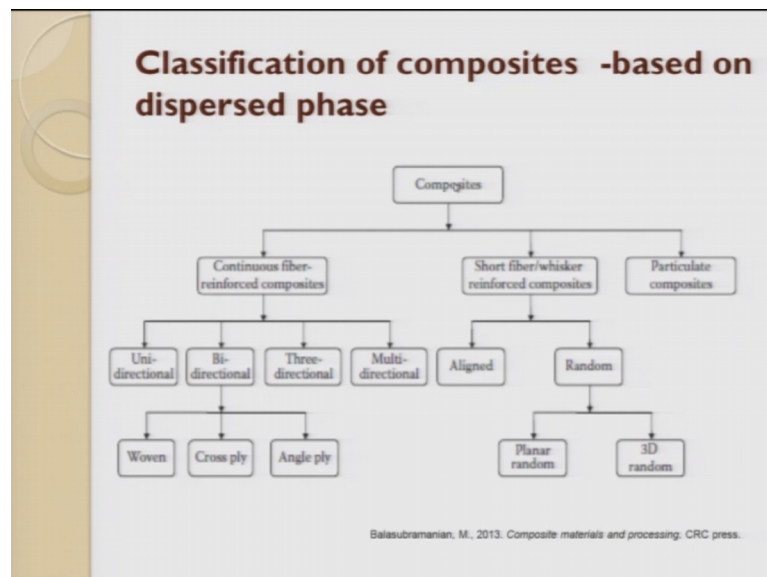 Classification of composites -based on
dispersed phase
Composites
Continuous fiber-
reinforced composites
Short fiber/whisker
reinforced composites
Particulate
composites
Uni-
directional
Bi-
directional
Three-
directional
Multi-
directional
Aligned
Random
Woven
Cross ply
Angle ply
Planar
random
3D
random
Balasubramanian, M., 2013. Composite materials and processing. CRC press.